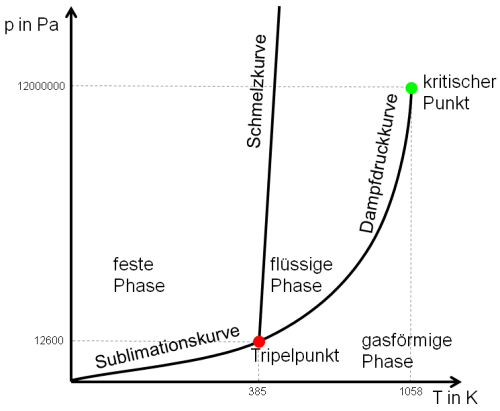 p in Pa
12000000
Schmelzkurve
kritischer
Punkt
Dampfdruckkurve
feste
Phase
flüssige
Phase
12600
Sublimationskurve
Tripelpunkt
gasförmige
Phase
385
1058
T in K